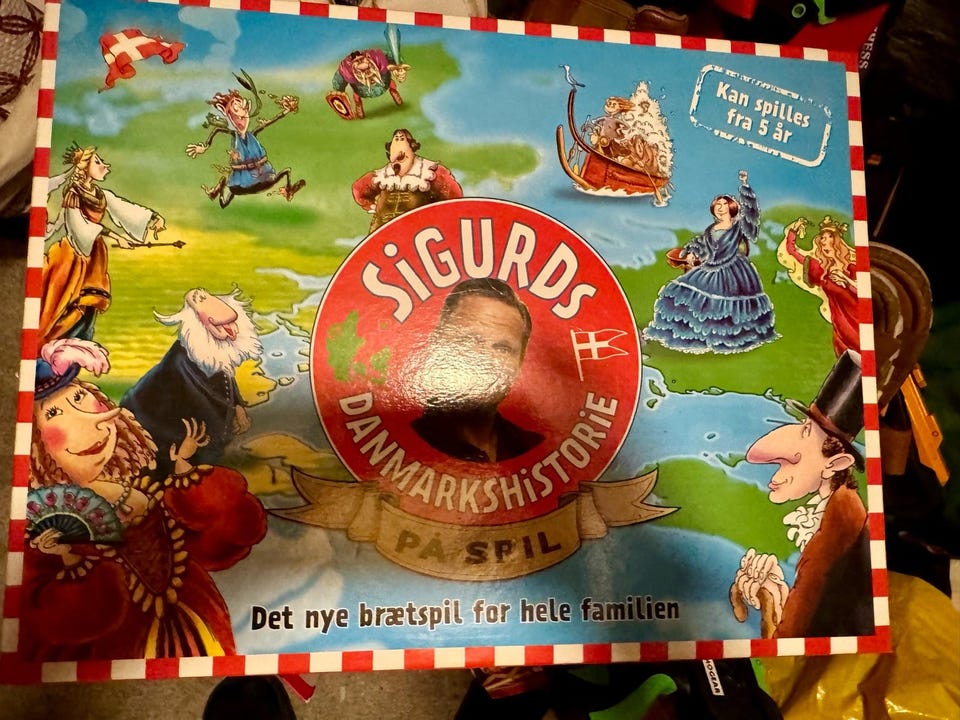 Kan spilles
fra 5 år
SiGURDS
DANMARKSHiSTORiE
PÅ SPIL
Det nye brætspil for hele familien